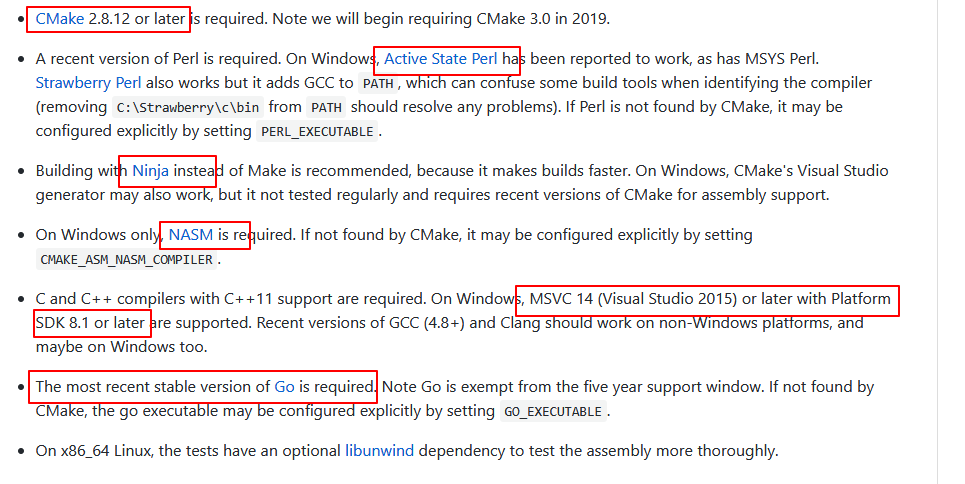 CMake 2.8.12 or later is required. Note we will begin requiring CMake 3.0 in 2019.
A recent version of Perl is required. On Windows, Active State Perl has been reported to work, as has MSYS Perl.
Strawberry Perl also works but it adds GCC to PATH, which can confuse some build tools when identifying the compiler
(removing C:\Strawberry\c\bin from PATH should resolve any problems). If Perl is not found by CMake, it may be
configured explicitly by setting PERL_EXECUTABLE.
Building with Ninja instead of Make is recommended, because it makes builds faster. On Windows, CMake's Visual Studio
generator may also work, but it not tested regularly and requires recent versions of CMake for assembly support.
On Windows only, NASM is required. If not found by CMake, it may be configured explicitly by setting
CMAKE_ASM_NASM_COMPILER.
C and C++ compilers with C++11 support are required. On Windows, MSVC 14 (Visual Studio 2015) or later with Platform
SDK 8.1 or later are supported. Recent versions of GCC (4.8+) and Clang should work on non-Windows platforms, and
maybe on Windows too.
The most recent stable version of Go is required. Note Go is exempt from the five year support window. If not found by
CMake, the go executable may be configured explicitly by setting GO_EXECUTABLE.
On x86_64 Linux, the tests have an optional libunwind dependency to test the assembly more thoroughly.